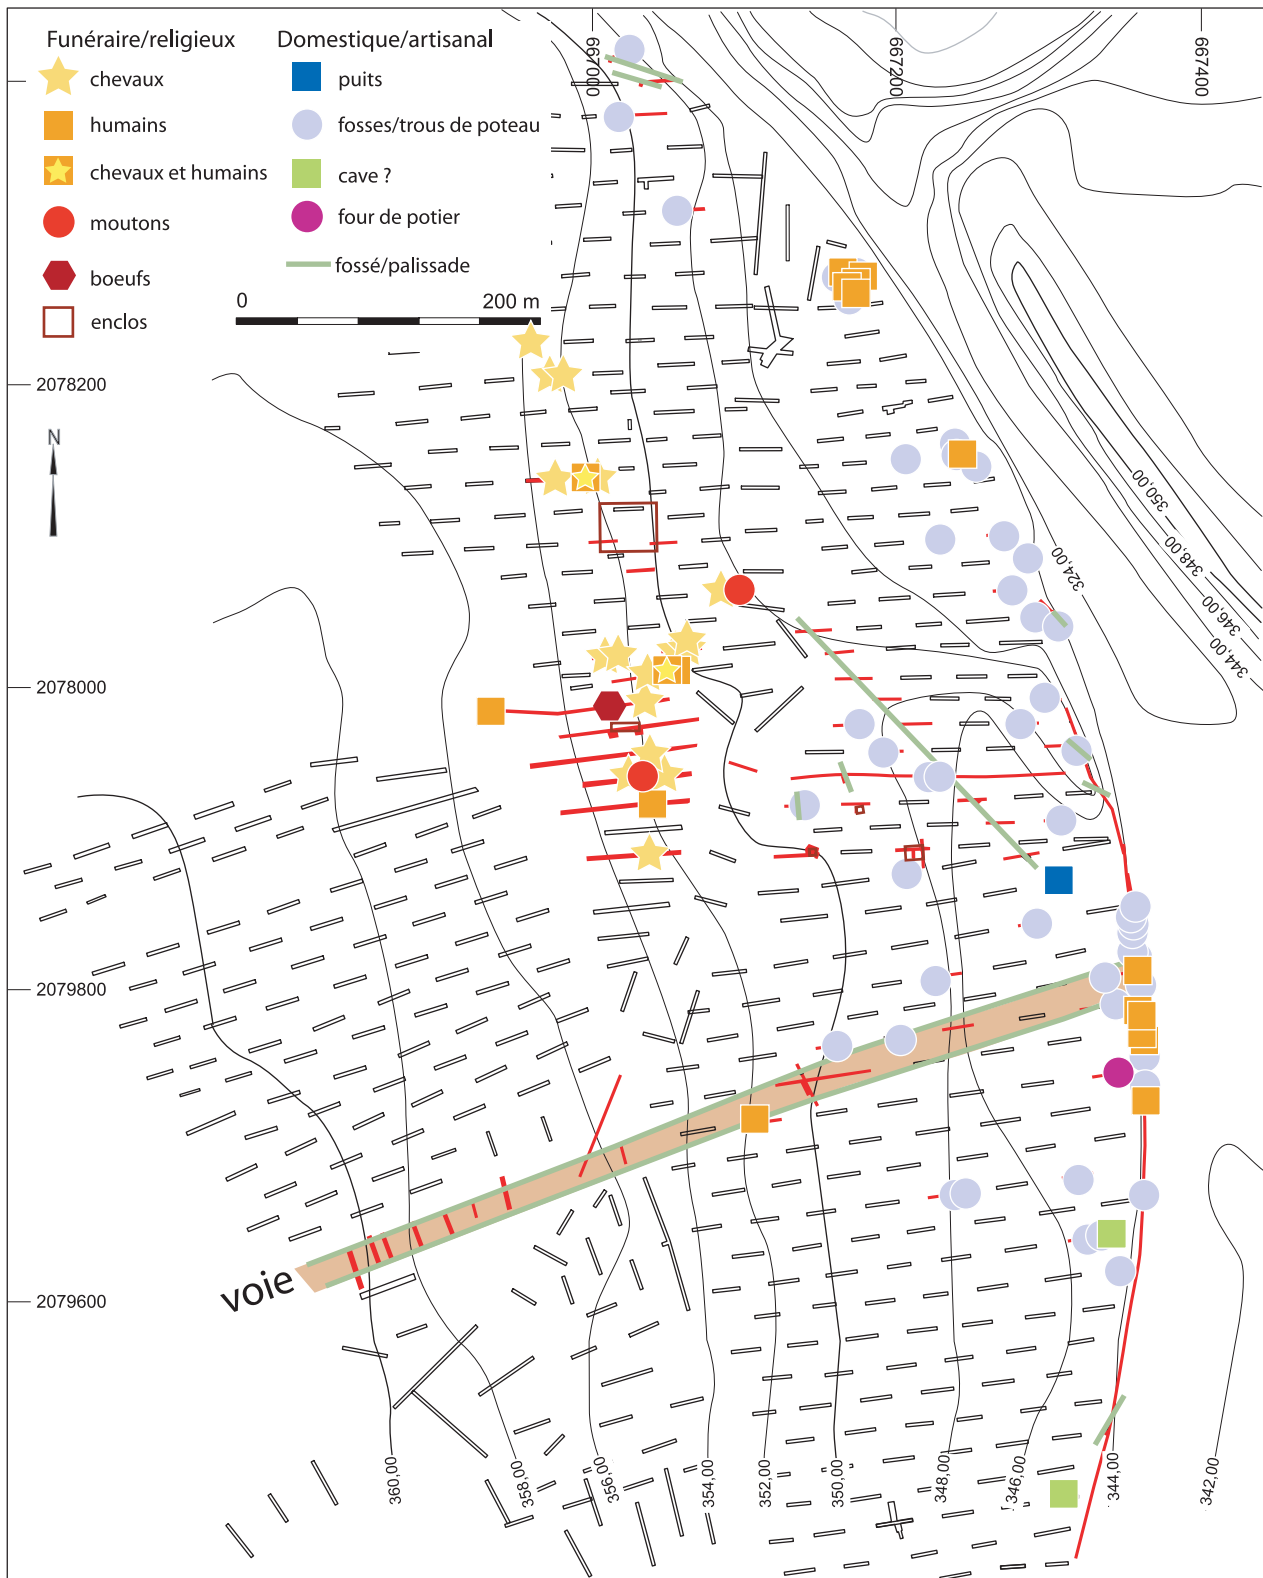 Funéraire/religieux
chevaux
humains
chevaux et humains
moutons
boeufs
enclos
Domestique/artisanal
puits
fosses/trous de poteau
cave ?
four de potier
fossé/palissade
0
200 m
667000
667200
667400
2078200
N
2078000
2079800
2079600
350,00
348,00
346,00
344,00
324,00
voie
360,00
358,00
356,00
354,00
352,00
350,00
348,00
346,00
344,00
342,00